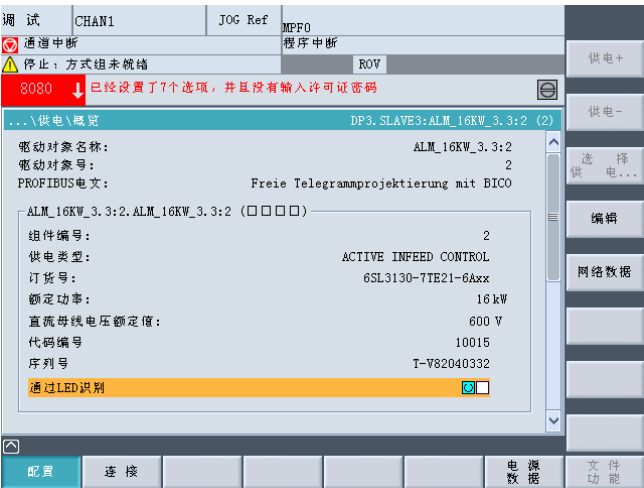 调 试
CHAN1
JOG Ref
MPF0
通道中断
程序中断
停止: 方式组未就绪
ROV
8080
已经设置了7个选项, 并且没有输入许可证密码
...\供电\概览
DP3.SLAVE3:ALM_16KW_3.3:2 (2)
驱动对象名称:
ALM_16KW_3.3:2
驱动对象号:
2
PROFIBUS电文:
Freie Telegrammprojektierung mit BICO
ALM_16KW_3.3:2.ALM_16KW_3.3:2 (□□□□)
组件编号:
2
供电类型:
ACTIVE INFEED CONTROL
订货号:
6SL3130-7TE21-6Axx
额定功率:
16 kW
直流母线电压额定值:
600 V
代码编号
10015
序列号
T-V82040332
通过LED识别
供电+
供电-
选 择
供 电...
编辑
网络数据
配置
连 接
电 源
数 据
文 件
功 能